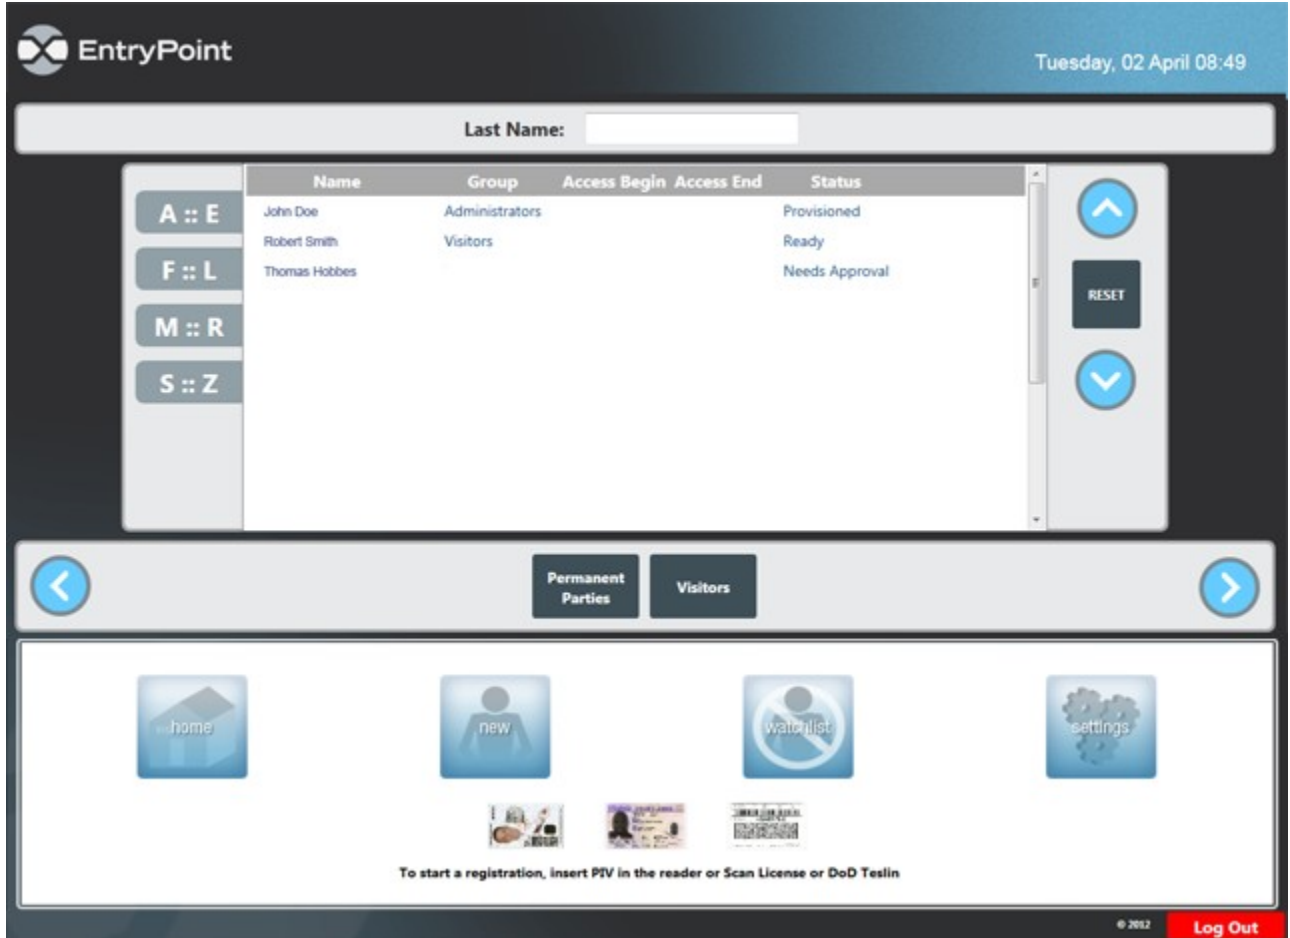 EntryPoint
Tuesday, 02 April 08:49
Last Name:
Name Group Access Begin Access End Status
A :: E
John Doe Administrators Provisioned
Robert Smith Visitors Ready
F :: L
Thomas Hobbes Needs Approval
RESET
M :: R
S :: Z
Permanent
Parties
Visitors
home
new
watchlist
settings
To start a registration, insert PIV in the reader or Scan License or DoD Teslin
© 2012
Log Out